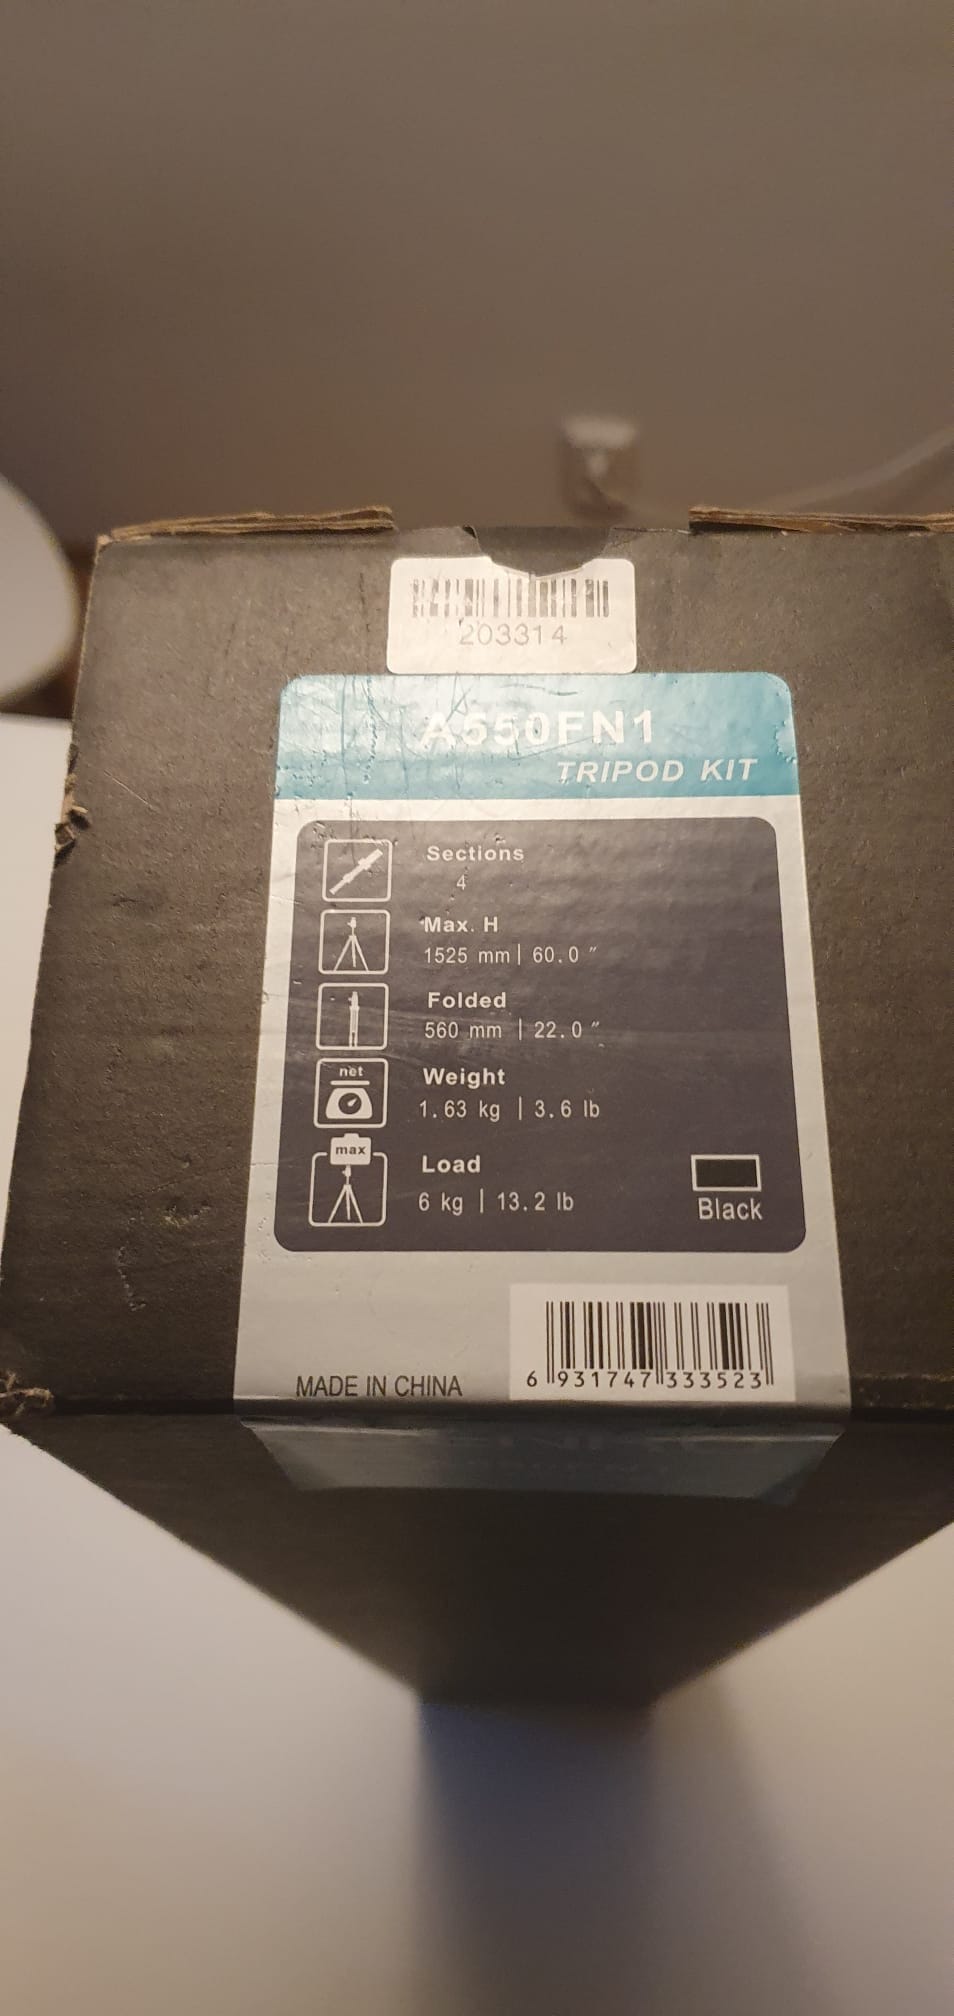 203314
A550FN1
TRIPOD KIT
Sections
4
Max. H
1525 mm | 60.0 ″
Folded
560 mm | 22.0 ″
net
Weight
1.63 kg | 3.6 lb
max
Load
6 kg | 13.2 lb
Black
6 931747 333523
MADE IN CHINA